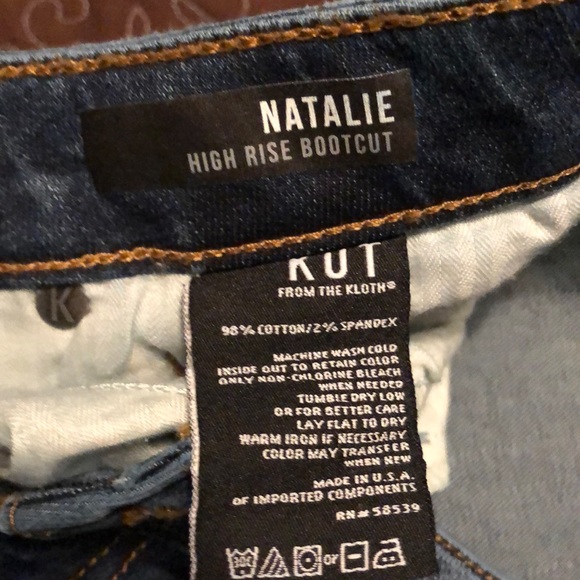 NATALIE
HIGH RISE BOOTCUT
KUT
FROM THE KLOTH®
98% COTTON/2% SPANDEX
MACHINE WASH COLD
INSIDE OUT TO RETAIN COLOR
ONLY NON-CHLORINE BLEACH
WHEN NEEDED
TUMBLE DRY LOW
OR FOR BETTER CARE
LAY FLAT TO DRY
WARM IRON IF NECESSARY
COLOR MAY TRANSFER
WHEN NEW
MADE IN U.S.A.
OF IMPORTED COMPONENTS
RN# 58539
30C or
K